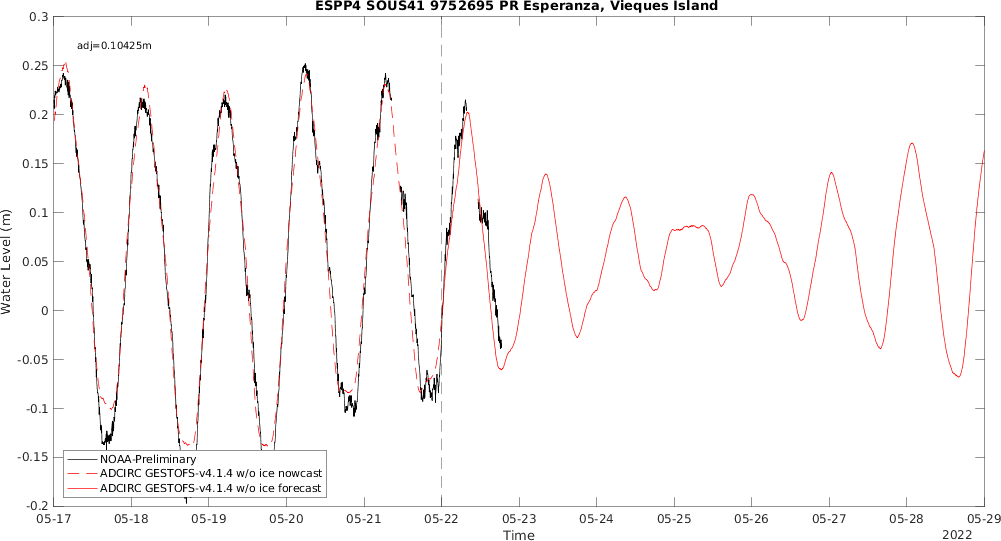 ESPP4 SOUS41 9752695 PR Esperanza, Vieques Island
adj=0.10425m
0.3
0.25
0.2
0.15
0.1
0.05
0
-0.05
-0.1
-0.15
-0.2
Water Level (m)
NOAA-Preliminary
ADCIRC GESTOFS-v4.1.4 w/o ice nowcast
ADCIRC GESTOFS-v4.1.4 w/o ice forecast
05-17 05-18 05-19 05-20 05-21 05-22 05-23 05-24 05-25 05-26 05-27 05-28 05-29
Time
2022